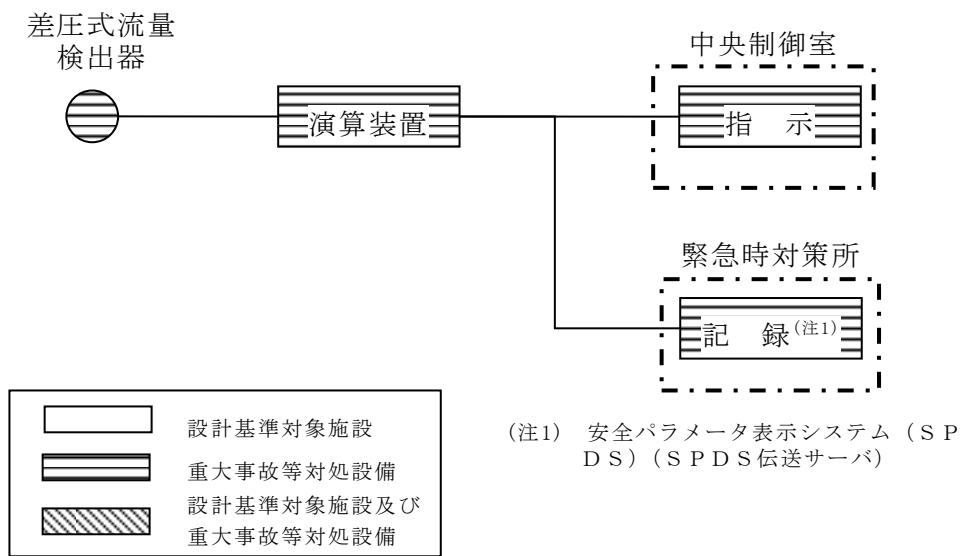 差圧式流量
検出器
演算装置
中央制御室
指　示
緊急時対策所
記　録(注1)
設計基準対象施設
重大事故等対処設備
設計基準対象施設及び
重大事故等対処設備
(注1)　安全パラメータ表示システム（ＳＰ
ＤＳ）（ＳＰＤＳ伝送サーバ）